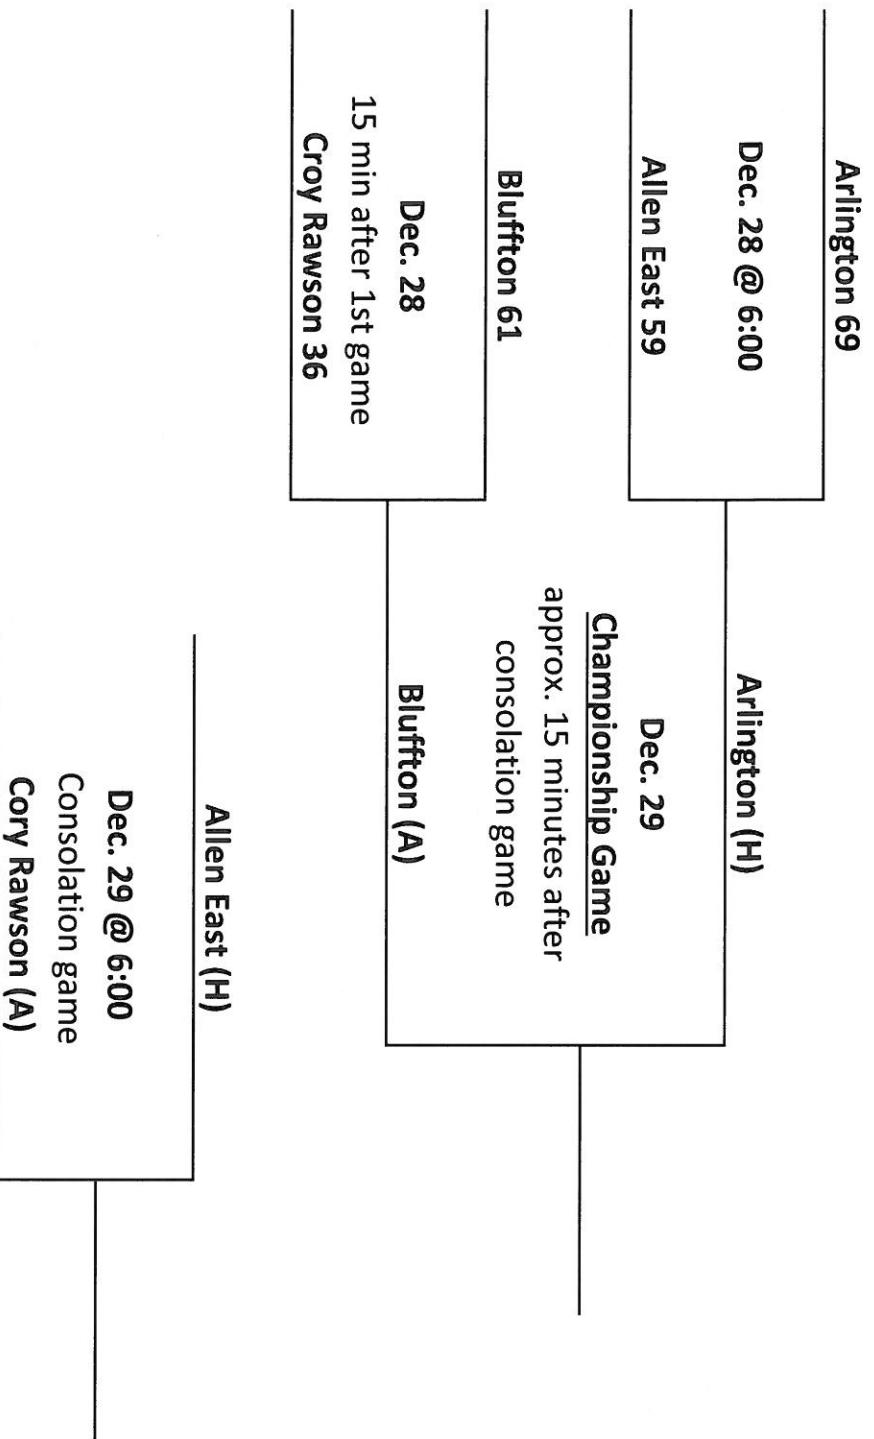 Arlington 69
Dec. 28 @ 6:00
Allen East 59
Bluffton 61
Dec. 28
15 min after 1st game
Croy Rawson 36
Arlington (H)
Dec. 29
Championship Game
approx. 15 minutes after
consolation game
Bluffton (A)
Allen East (H)
Dec. 29 @ 6:00
Consolation game
Cory Rawson (A)